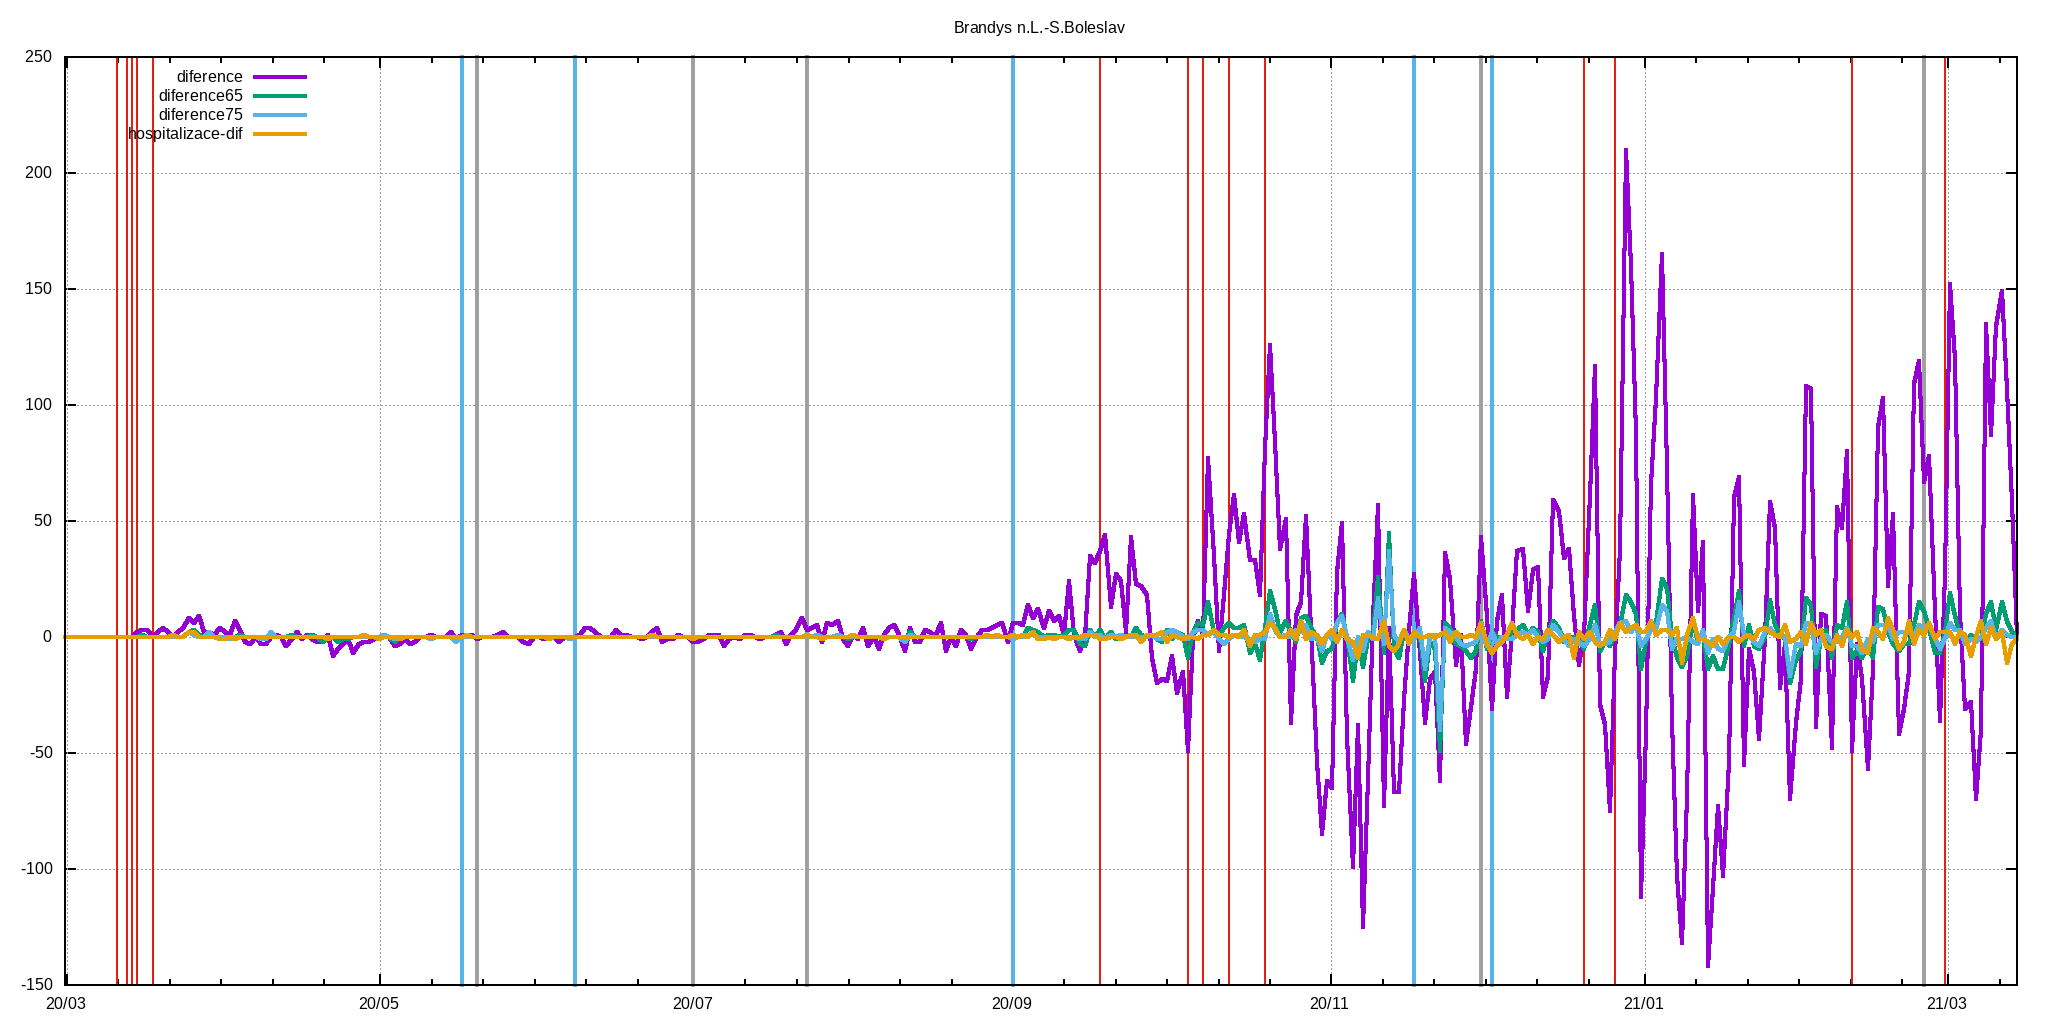 Brandys n.L.-S.Boleslav
250
200
150
100
50
0
-50
-100
-150
diference
diference65
diference75
hospitalizace-dif
20/03 20/05 20/07 20/09 20/11 21/01 21/03